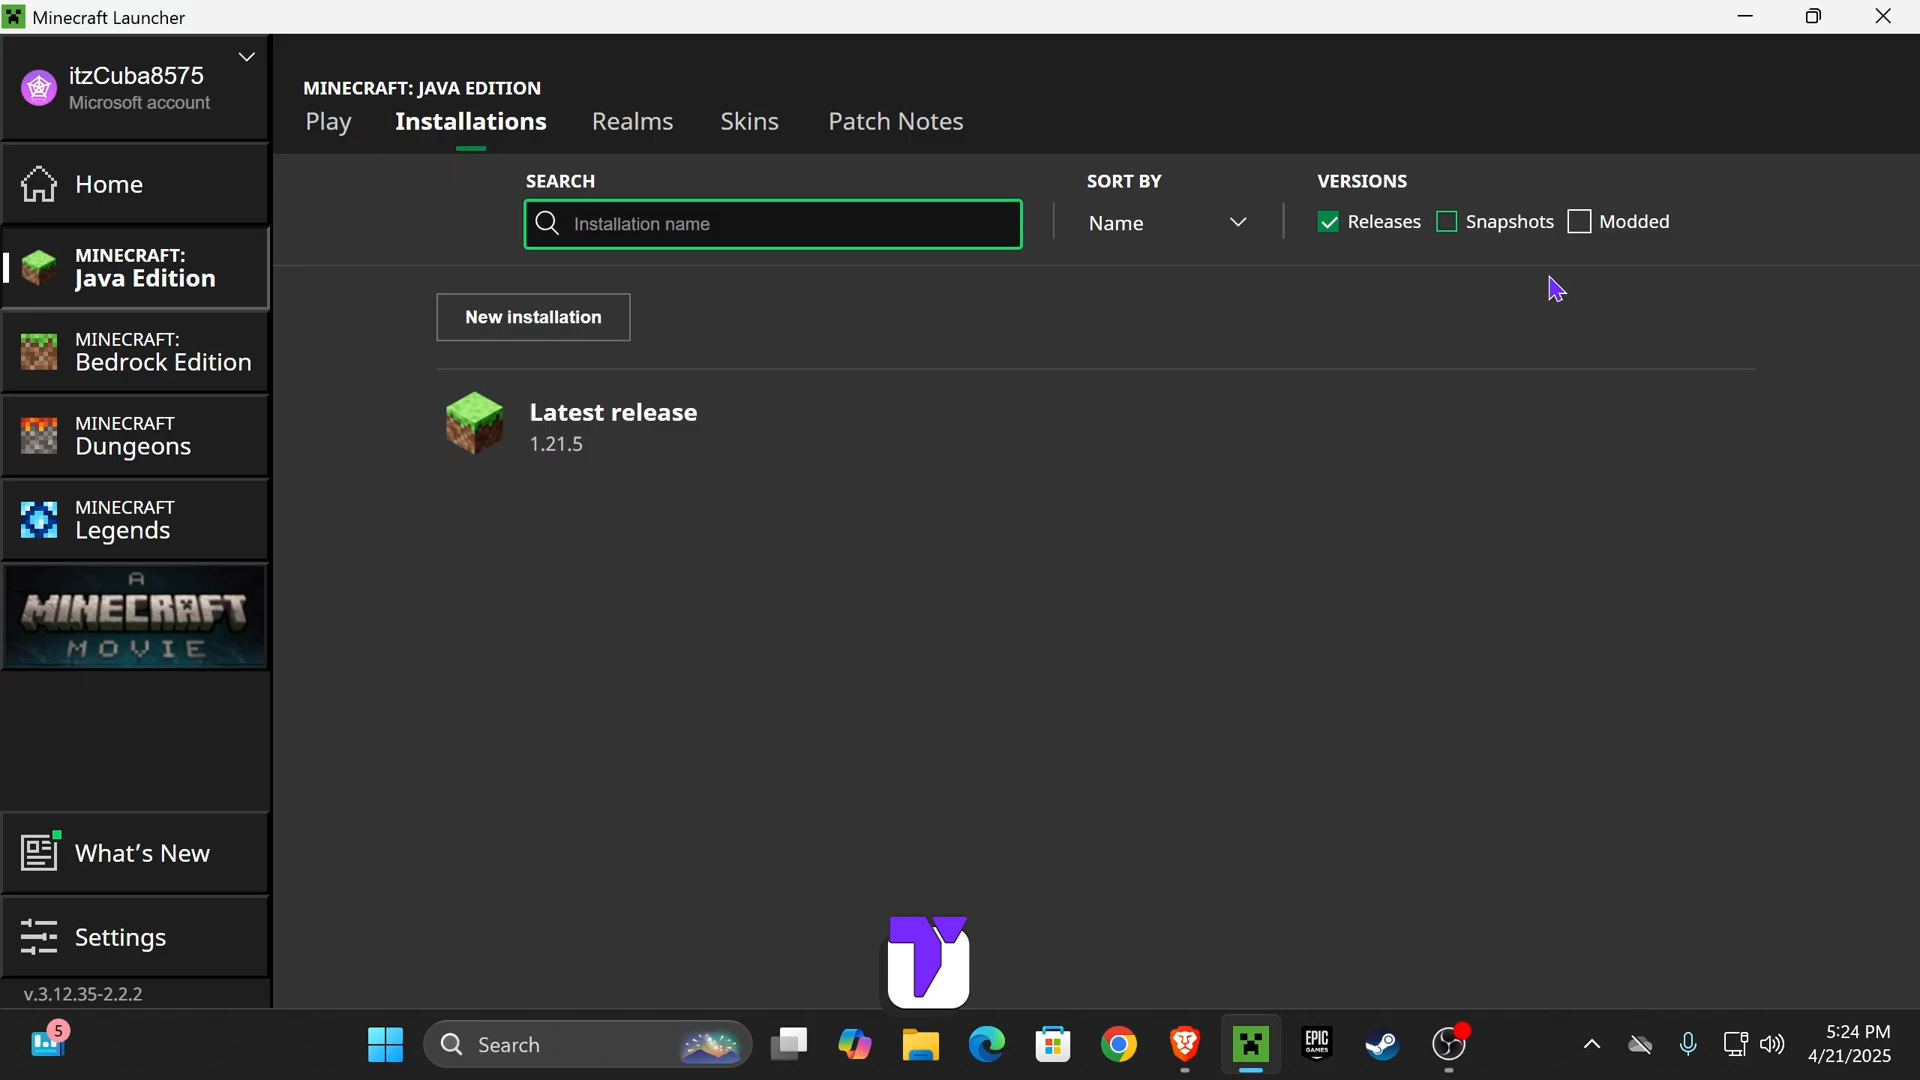 Minecraft Launcher
itzCuba8575
Microsoft account
Home
MINECRAFT:
Java Edition
MINECRAFT:
Bedrock Edition
MINECRAFT
Dungeons
MINECRAFT
Legends
A
MINECRAFT
MOVIE
What's New
Settings
v.3.12.35-2.2.2
MINECRAFT: JAVA EDITION
Play Installations Realms Skins Patch Notes
SEARCH
Installation name
SORT BY
Name
VERSIONS
Releases Snapshots Modded
New installation
Latest release
1.21.5
5
Search
EPIC
GAMES
5:24 PM
4/21/2025